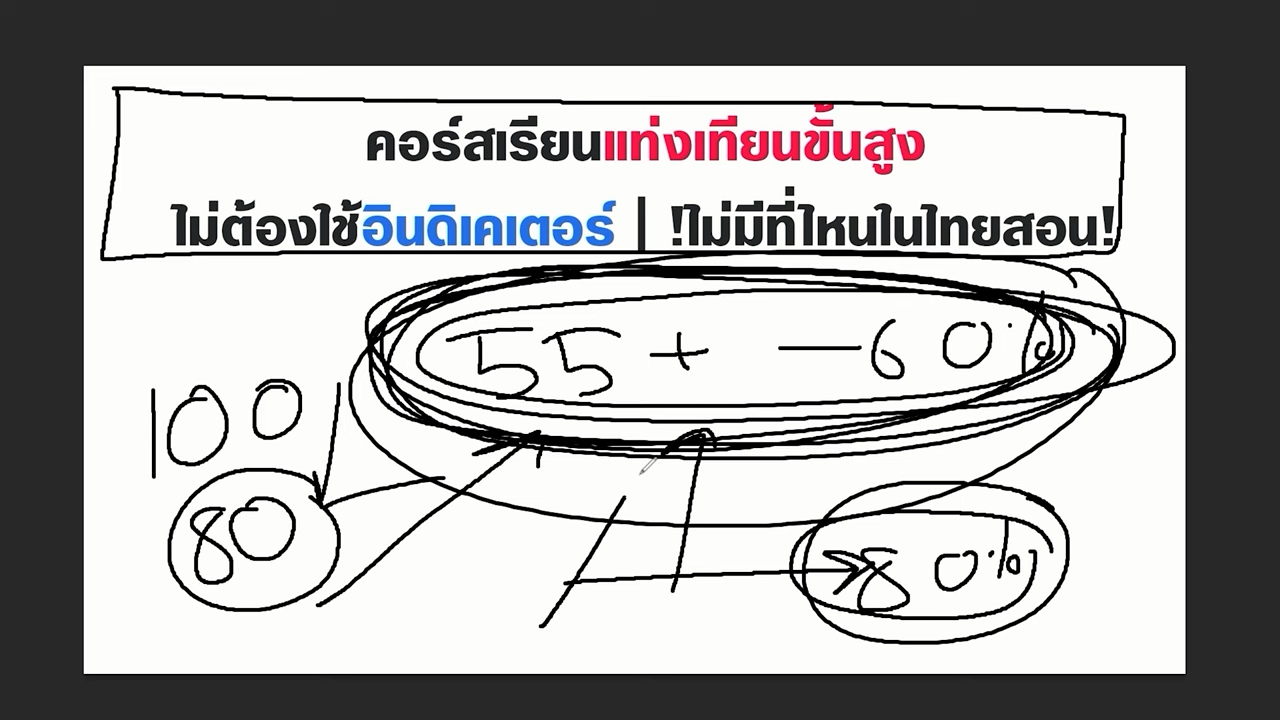 คอร์สเรียนแท่งเทียนขั้นสูง
ไม่ต้องใช้อินดิเคเตอร์ | !ไม่มีที่ไหนในไทยสอน!
55 + - 60%
100
80
80%